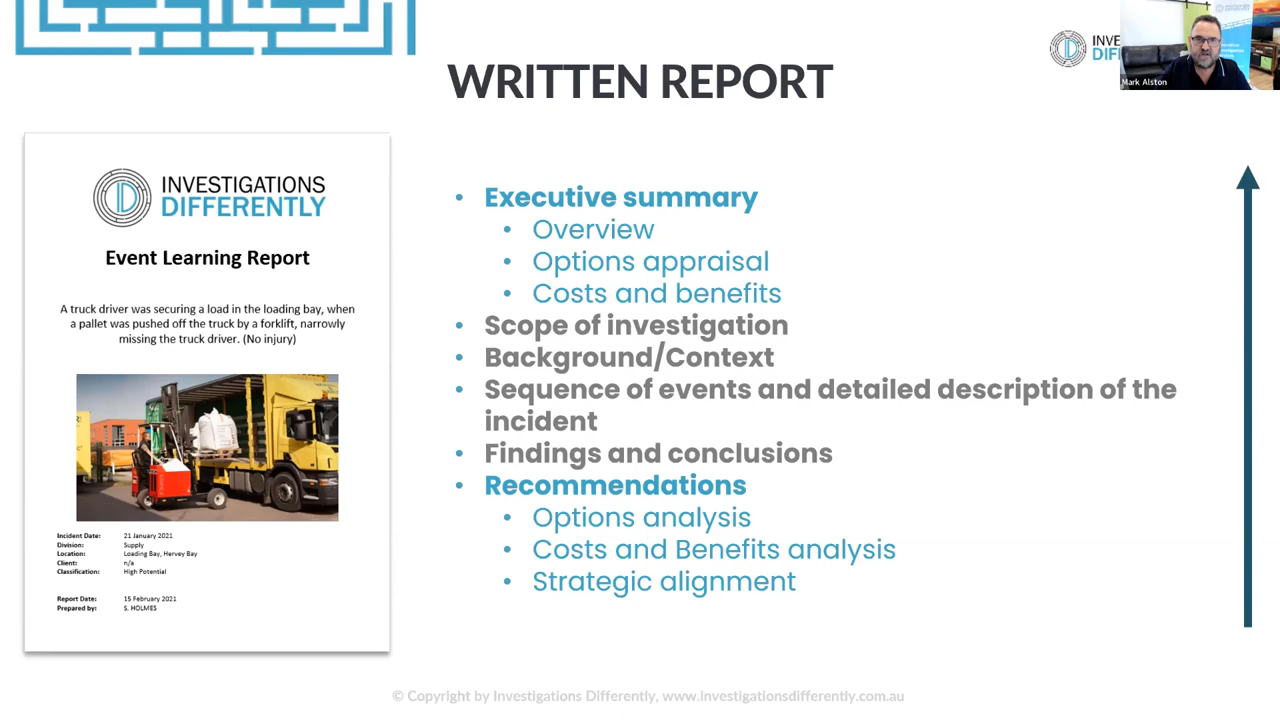 WRITTEN REPORT
INVE
DIFF
Mark Alston
INVESTIGATIONS
DIFFERENTLY
Event Learning Report
A truck driver was securing a load in the loading bay, when
a pallet was pushed off the truck by a forklift, narrowly
missing the truck driver. (No injury)
Incident Date: 21 January 2021
Division: Supply
Location: Loading Bay, Hervey Bay
Client: n/a
Classification: High Potential
Report Date: 15 February 2021
Prepared by: S. HOLMES
• Executive summary
• Overview
• Options appraisal
• Costs and benefits
• Scope of investigation
• Background/Context
• Sequence of events and detailed description of the
incident
• Findings and conclusions
• Recommendations
• Options analysis
• Costs and Benefits analysis
• Strategic alignment
© Copyright by Investigations Differently, www.investigationsdifferently.com.au